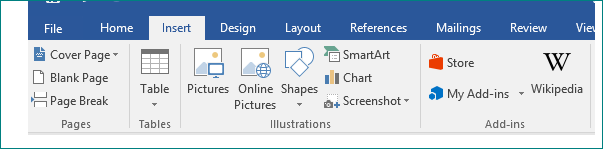 File Home Insert Design Layout References Mailings Review
Cover Page
Blank Page
Page Break
Pages
Table
Tables
Pictures
Online
Pictures
Shapes
SmartArt
Chart
Screenshot
Illustrations
Store
My Add-ins
W
Wikipedia
Add-ins